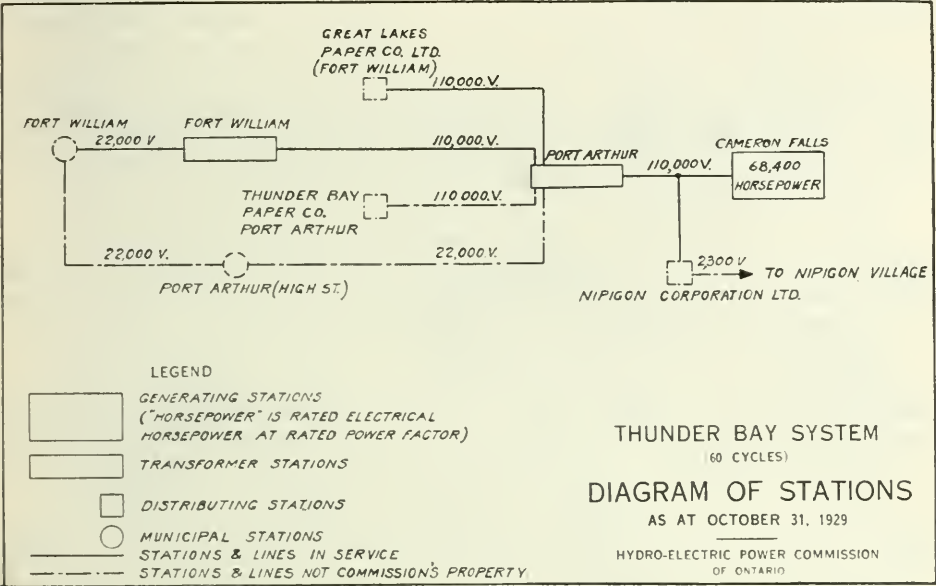 GREAT LAKES
PAPER CO. LTD.
(FORT WILLIAM)
110,000.V.
FORT WILLIAM
22,000 V
FORT WILLIAM
110,000.V.
PORT ARTHUR
110,000V.
CAMERON FALLS
68,400
HORSEPOWER
THUNDER BAY
PAPER CO.
PORT ARTHUR
110 000.V.
22,000 V.
22,000 V.
PORT ARTHUR (HIGH ST.)
2,300 V
TO NIPIGON VILLAGE
NIPIGON CORPORATION LTD.
LEGEND
GENERATING STATIONS
("HORSEPOWER" IS RATED ELECTRICAL
HORSEPOWER AT RATED POWER FACTOR)
TRANSFORMER STATIONS
DISTRIBUTING STATIONS
MUNICIPAL STATIONS
STATIONS & LINES IN SERVICE
STATIONS & LINES NOT COMMISSION'S PROPERTY
THUNDER BAY SYSTEM
(60 CYCLES)
DIAGRAM OF STATIONS
AS AT OCTOBER 31, 1929
HYDRO-ELECTRIC POWER COMMISSION
OF ONTARIO